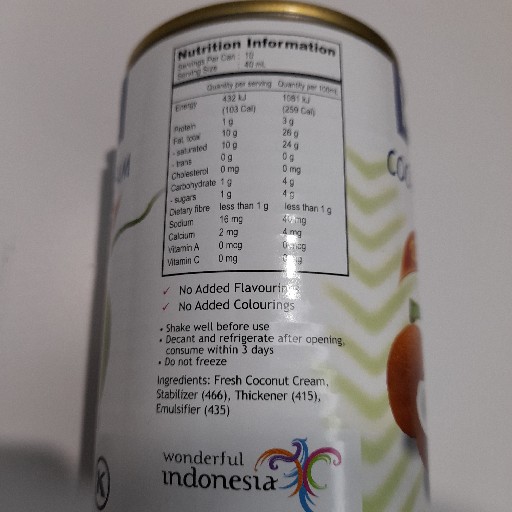 Nutrition Information
Servings Per Can : 10
Serving Size : 40 mL
Quantity per serving Quantity per 100mL
Energy 432 kJ 1081 kJ
(103 Cal) (259 Cal)
Protein 1 g 3 g
Fat, total 10 g 26 g
- saturated 10 g 24 g
- trans 0 g 0 g
Cholesterol 0 mg 0 mg
Carbohydrate 1 g 4 g
- sugars 1 g 4 g
Dietary fibre less than 1 g less than 1 g
Sodium 16 mg
Calcium 2 mg 4 mg
Vitamin A 0 mcg 0 mcg
Vitamin C 0 mg
✓ No Added Flavourings
✓ No Added Colourings
• Shake well before use
• Decant and refrigerate after opening,
consume within 3 days
• Do not freeze
Ingredients: Fresh Coconut Cream,
Stabilizer (466), Thickener (415),
Emulsifier (435)
wonderful
indonesia
K
COC